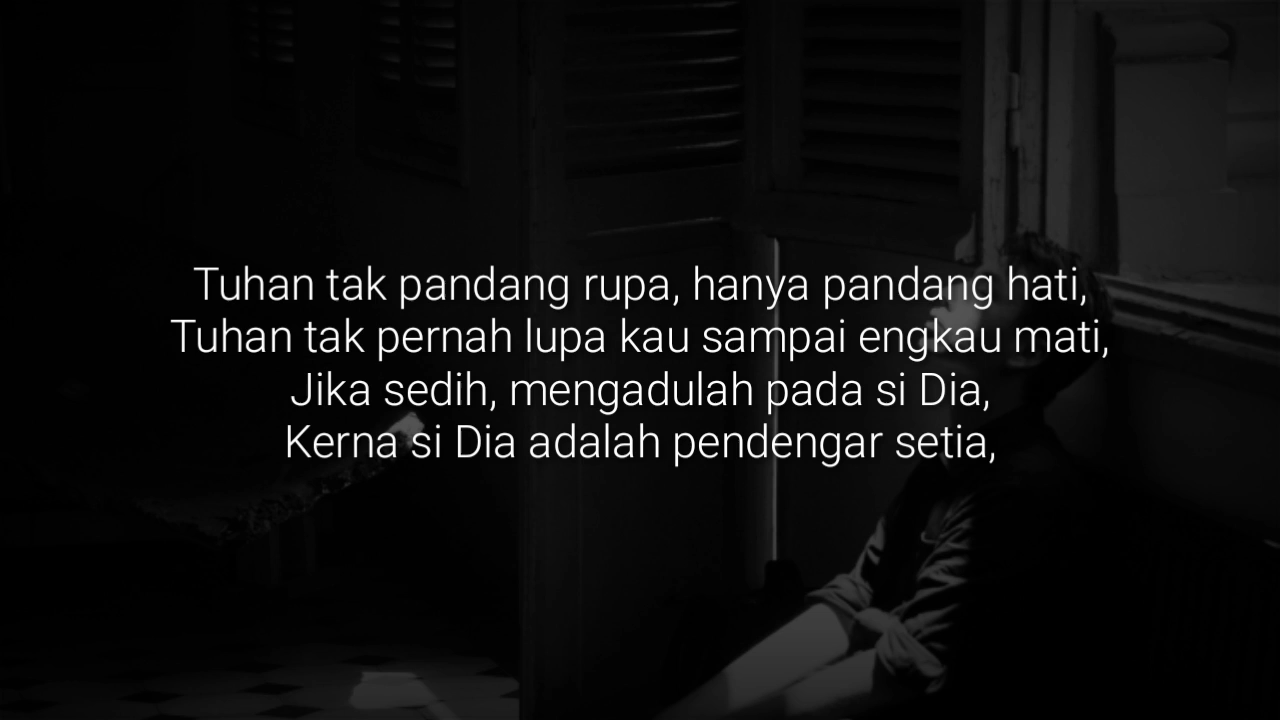 Tuhan tak pandang rupa, hanya pandang hati,
Tuhan tak pernah lupa kau sampai engkau mati,
Jika sedih, mengadulah pada si Dia,
Kerna si Dia adalah pendengar setia,